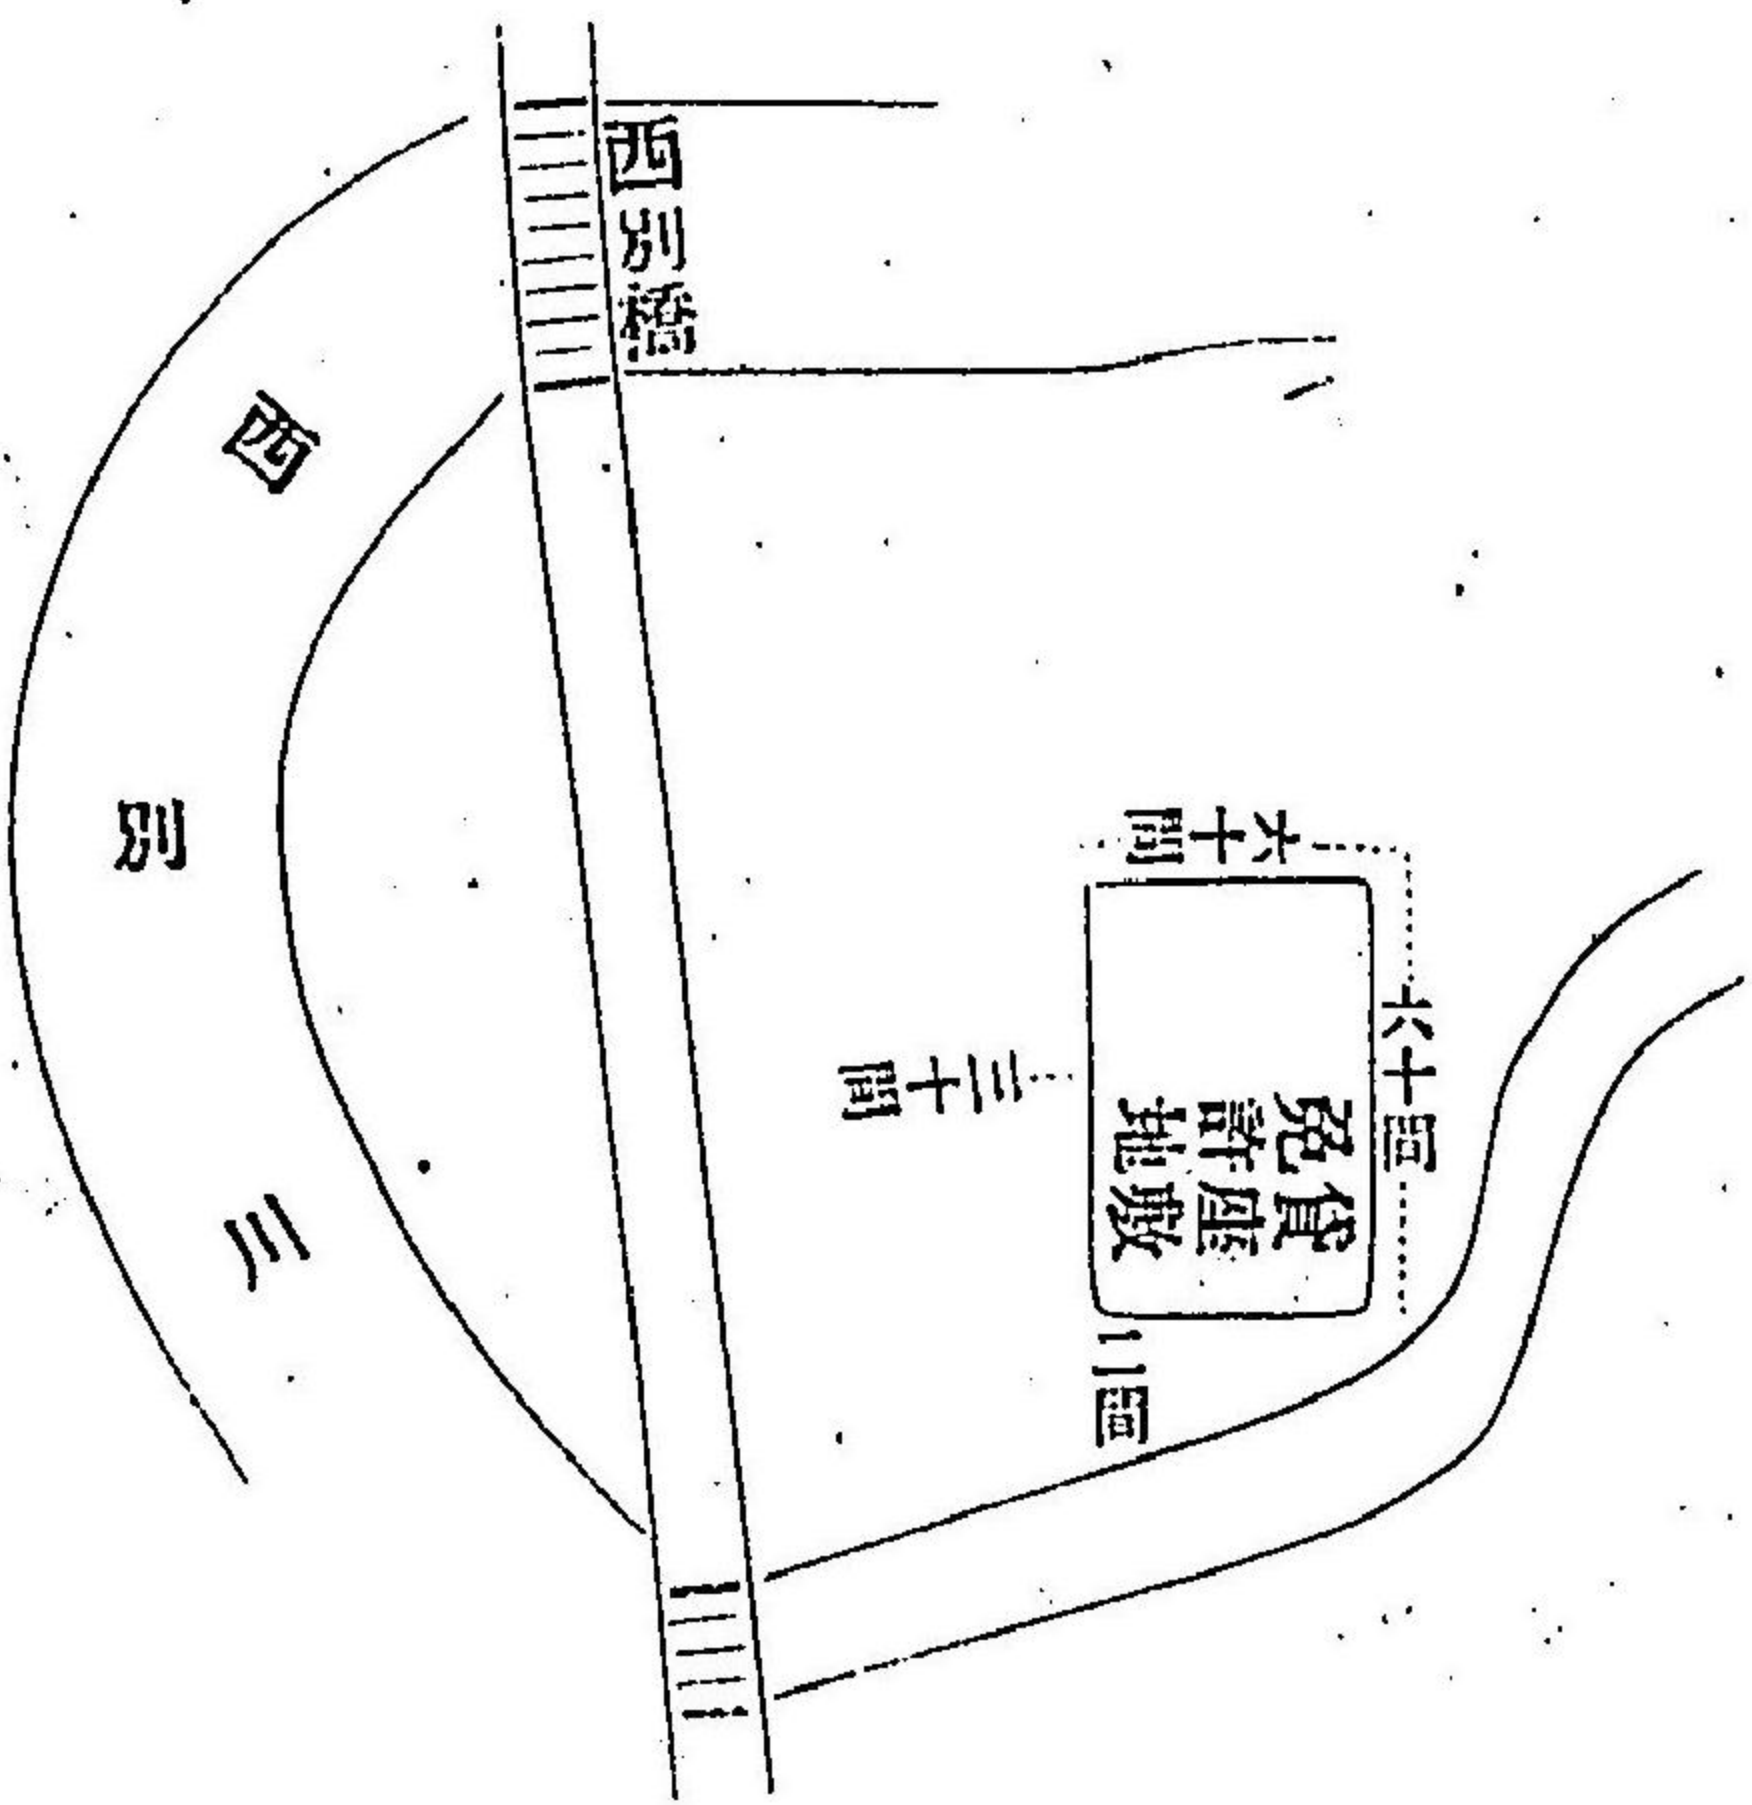 西別橋
西別川
六十間
六十間
三十間
二間
貸座敷
免許地